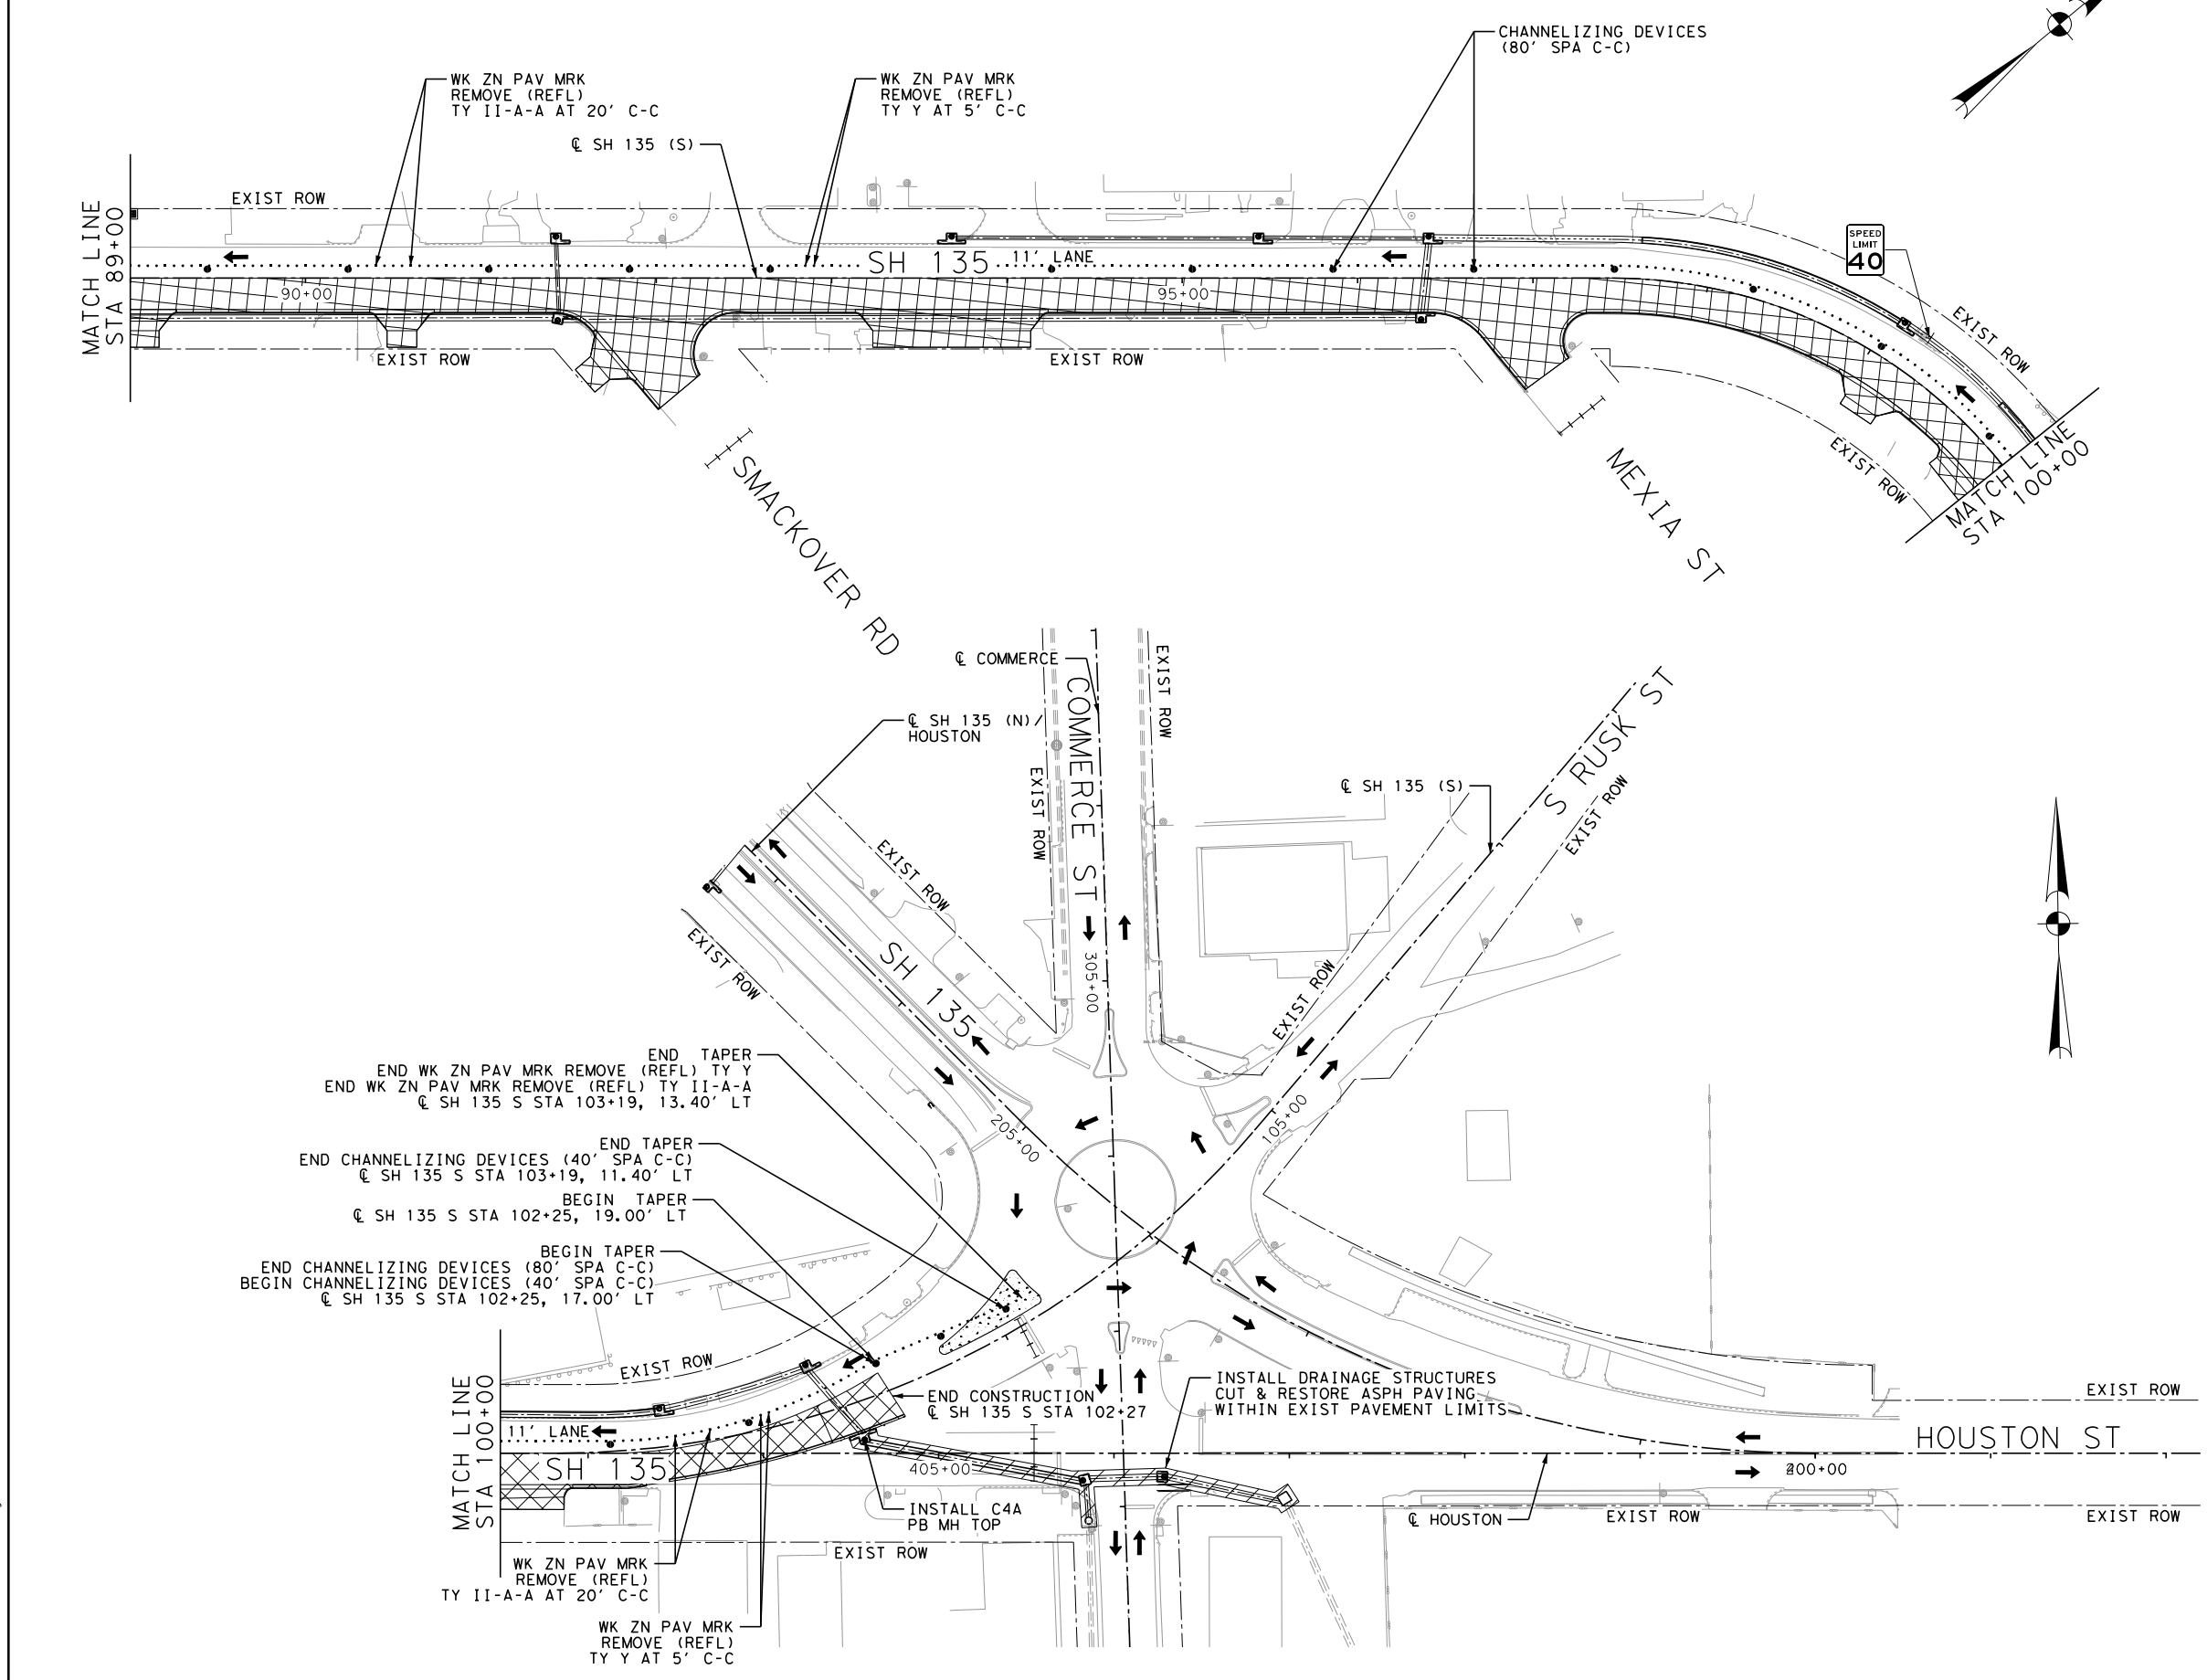 CHANNELIZING DEVICES
(80' SPA C-C)
WK ZN PAV MRK
REMOVE (REFL)
TY II-A-A AT 20' C-C
WK ZN PAV MRK
REMOVE (REFL)
TY Y AT 5' C-C
℄ SH 135 (S)
EXIST ROW
MATCH LINE
STA 89+00
SH 135
11' LANE
SPEED
LIMIT
40
90+00
95+00
EXIST ROW
EXIST ROW
EXIST ROW
EXIST ROW
MATCH LINE
STA 100+00
SMACKOVER RD
MEXIA ST
℄ COMMERCE
EXIST ROW
COMMERCE ST
EXIST ROW
℄ SH 135 (N)/
HOUSTON
℄ SH 135 (S)
S RUSK ST
EXIST ROW
EXIST ROW
EXIST ROW
SH 135
305+00
EXIST ROW
END TAPER
END WK ZN PAV MRK REMOVE (REFL) TY Y
END WK ZN PAV MRK REMOVE (REFL) TY II-A-A
℄ SH 135 S STA 103+19, 13.40' LT
205+00
105+00
END TAPER
END CHANNELIZING DEVICES (40' SPA C-C)
℄ SH 135 S STA 103+19, 11.40' LT
BEGIN TAPER
℄ SH 135 S STA 102+25, 19.00' LT
BEGIN TAPER
END CHANNELIZING DEVICES (80' SPA C-C)
BEGIN CHANNELIZING DEVICES (40' SPA C-C)
℄ SH 135 S STA 102+25, 17.00' LT
EXIST ROW
MATCH LINE
STA 100+00
11' LANE
SH 135
END CONSTRUCTION
℄ SH 135 S STA 102+27
INSTALL DRAINAGE STRUCTURES
CUT & RESTORE ASPH PAVING
WITHIN EXIST PAVEMENT LIMITS
EXIST ROW
HOUSTON ST
405+00
INSTALL C4A
PB MH TOP
℄ HOUSTON
EXIST ROW
EXIST ROW
EXIST ROW
WK ZN PAV MRK
REMOVE (REFL)
TY II-A-A AT 20' C-C
WK ZN PAV MRK
REMOVE (REFL)
TY Y AT 5' C-C